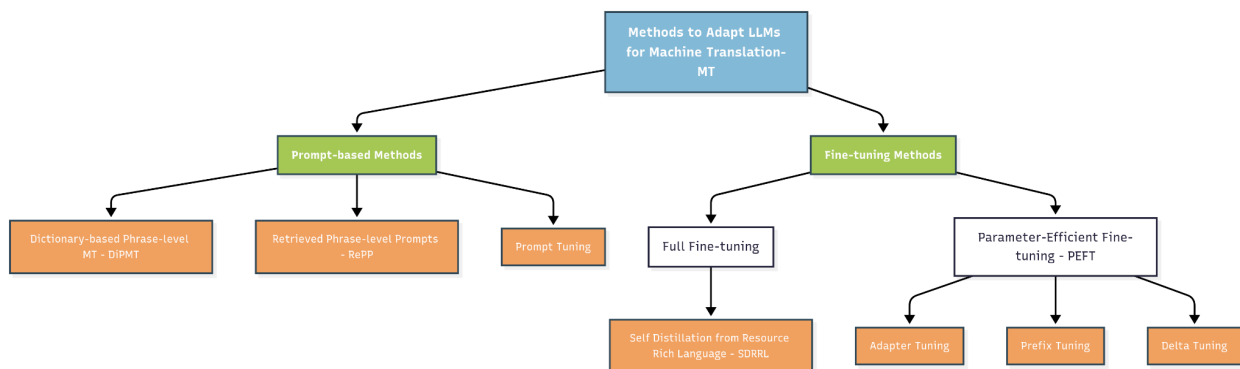 Methods to Adapt LLMs
for Machine Translation-
MT
Prompt-based Methods
Fine-tuning Methods
Dictionary-based Phrase-level
MT - DiPMT
Retrieved Phrase-level Prompts
- RePP
Prompt Tuning
Full Fine-tuning
Parameter-Efficient Fine-
tuning - PEFT
Self Distillation from Resource
Rich Language - SDRRL
Adapter Tuning
Prefix Tuning
Delta Tuning